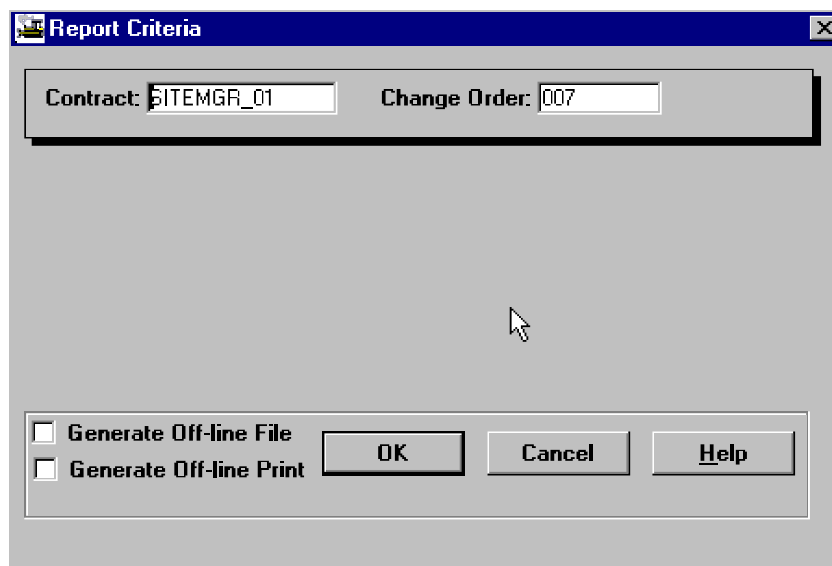 Report Criteria
Contract: SITEMGR_01 Change Order: 007
Generate Off-line File
Generate Off-line Print
OK Cancel Help